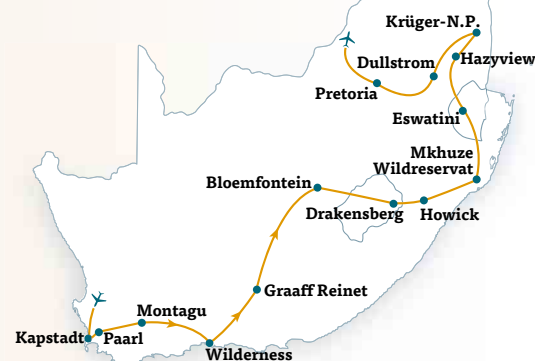 Krüger-N.P.
Dullstrom
Hazyview
Pretoria
Eswatini
Mkhuze
Wildreservat
Bloemfontein
Drakensberg
Howick
Graaff Reinet
Montagu
Kapstadt
Paarl
Wilderness